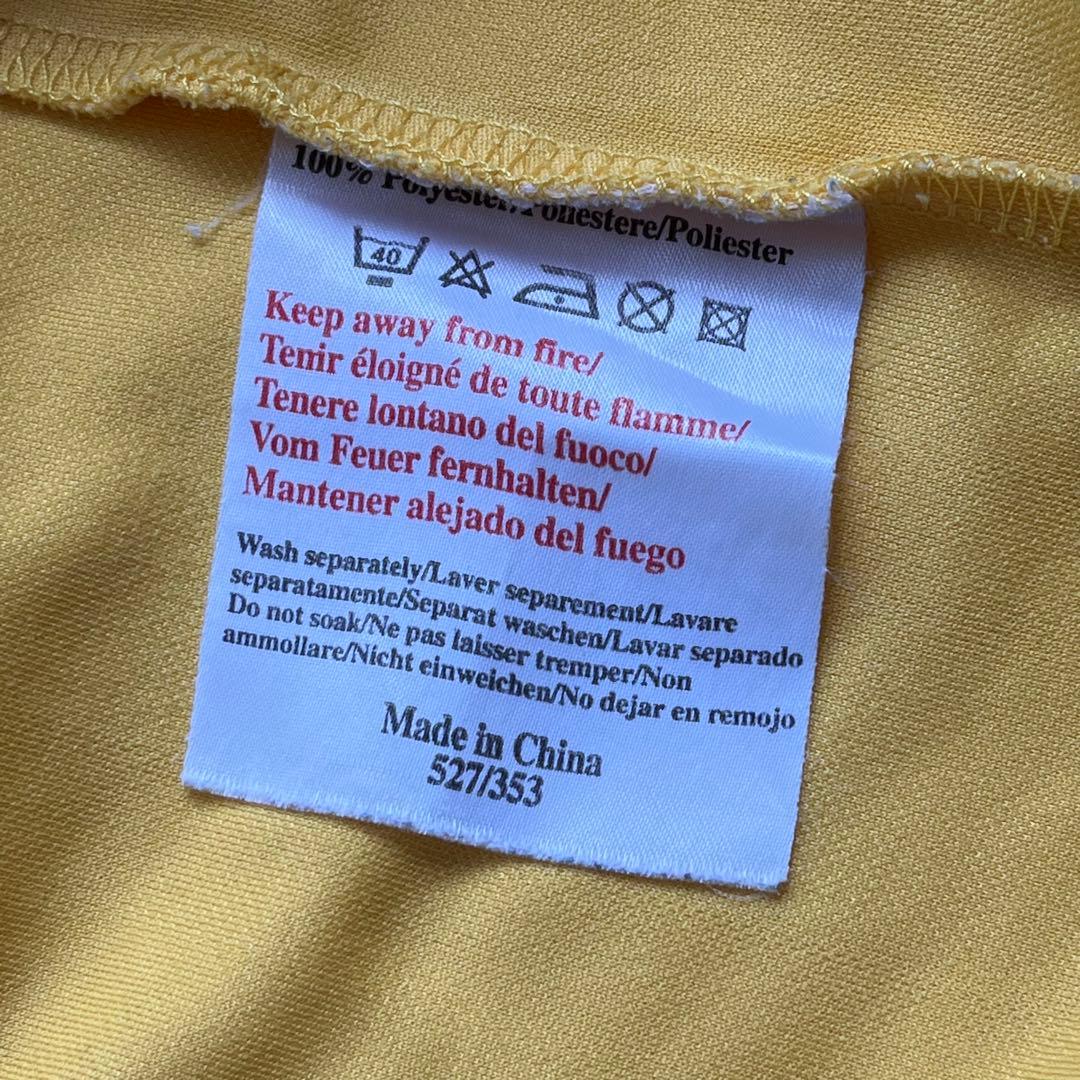 100% Polyester/Poliestere/Poliester
40
Keep away from fire/
Tenir éloigné de toute flamme/
Tenere lontano del fuoco/
Vom Feuer fernhalten/
Mantener alejado del fuego
Wash separately/Laver separement/Lavare
separatamente/Separat waschen/Lavar separado
Do not soak/Ne pas laisser tremper/Non
ammollare/Nicht einweichen/No dejar en remojo
Made in China
527/353